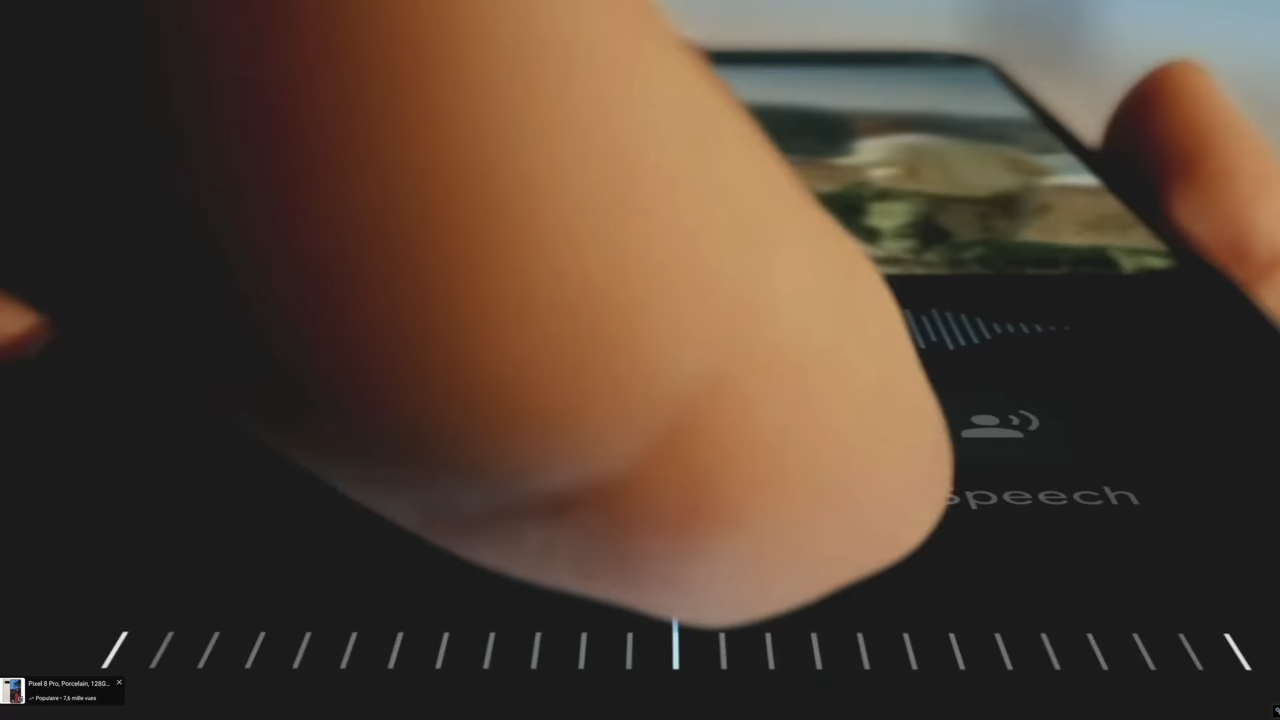 speech
Pixel 8 Pro, Porcelain, 128G...
Populaire • 7,6 mille vues